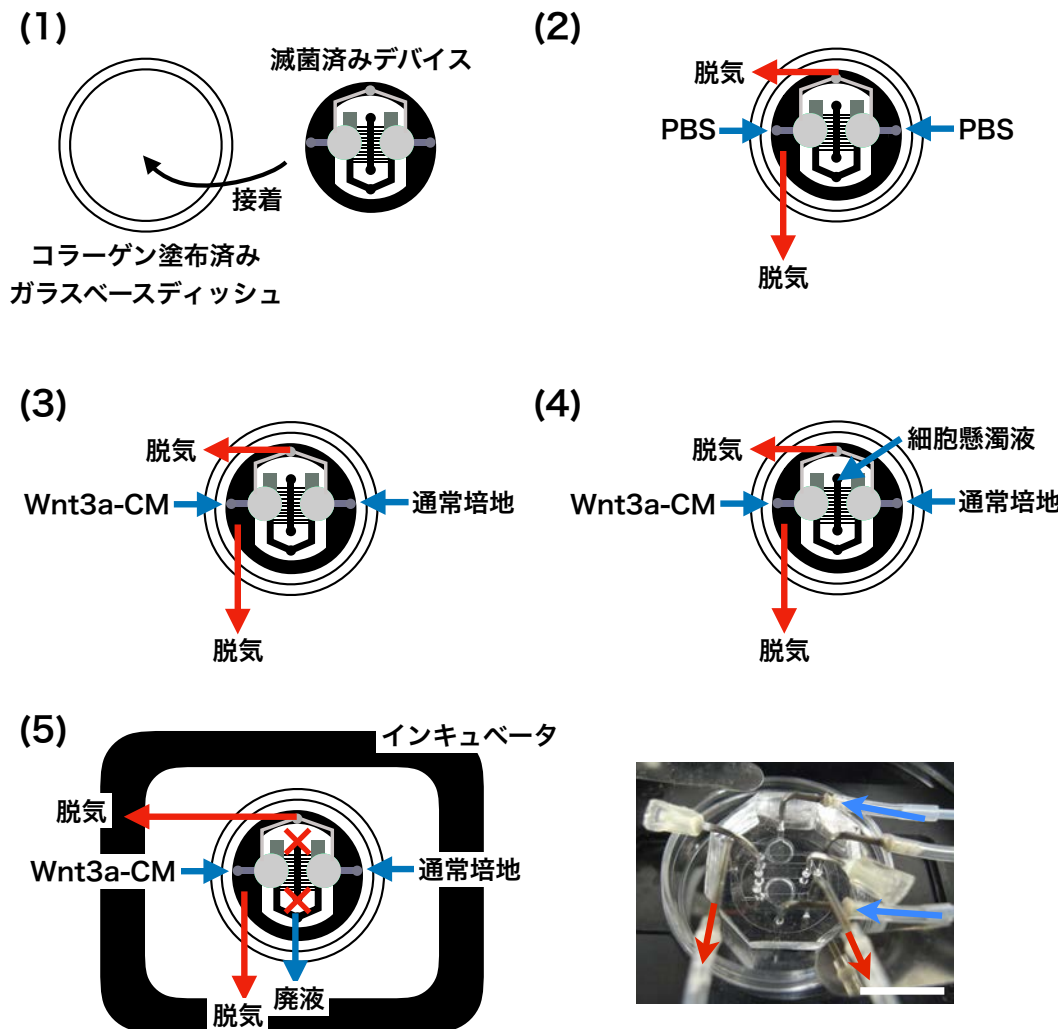 (1)
滅菌済みデバイス
接着
コラーゲン塗布済み
ガラスベースディッシュ
(2)
脱気
PBS
PBS
脱気
(3)
脱気
Wnt3a-CM
通常培地
脱気
(4)
脱気
細胞懸濁液
Wnt3a-CM
通常培地
脱気
(5)
インキュベータ
脱気
Wnt3a-CM
通常培地
脱気
廃液